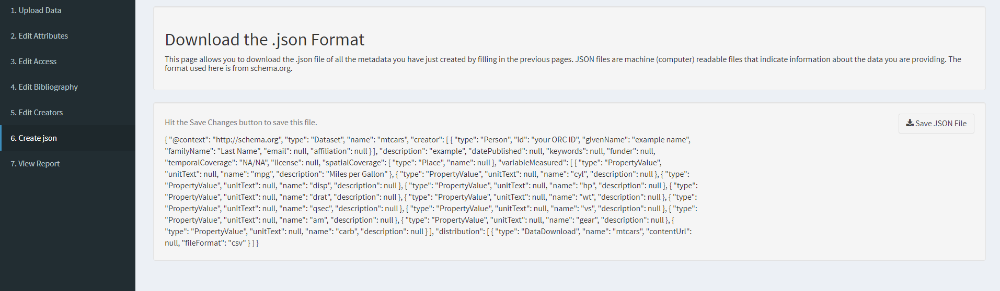 1. Upload Data
2. Edit Attributes
3. Edit Access
4. Edit Bibliography
5. Edit Creators
6. Create json
7. View Report
Download the .json Format
This page allows you to download the .json file of all the metadata you have just created by filling in the previous pages. JSON files are machine (computer) readable files that indicate information about the data you are providing. The
format used here is from schema.org.
Hit the Save Changes button to save this file.
Save JSON File
{ "@context": "http://schema.org", "type": "Dataset", "name": "mtcars", "creator": [ { "type": "Person", "id": "your ORC ID", "givenName": "example name",
"familyName": "Last Name", "email": null, "affiliation": null } ], "description": "example", "datePublished": null, "keywords": null, "funder": null,
"temporalCoverage": "NA/NA", "license": null, "spatialCoverage": { "type": "Place", "name": null }, "variableMeasured": [ { "type": "PropertyValue",
"unitText": null, "name": "mpg", "description": "Miles per Gallon" }, { "type": "PropertyValue", "unitText": null, "name": "cyl", "description": null }, { "type":
"PropertyValue", "unitText": null, "name": "disp", "description": null }, { "type": "PropertyValue", "unitText": null, "name": "hp", "description": null }, { "type":
"PropertyValue", "unitText": null, "name": "drat", "description": null }, { "type": "PropertyValue", "unitText": null, "name": "wt", "description": null }, { "type":
"PropertyValue", "unitText": null, "name": "qsec", "description": null }, { "type": "PropertyValue", "unitText": null, "name": "vs", "description": null }, { "type":
"PropertyValue", "unitText": null, "name": "am", "description": null }, { "type": "PropertyValue", "unitText": null, "name": "gear", "description": null }, {
"type": "PropertyValue", "unitText": null, "name": "carb", "description": null } ], "distribution": [ { "type": "DataDownload", "name": "mtcars", "contentUrl":
null, "fileFormat": "csv" } ] }